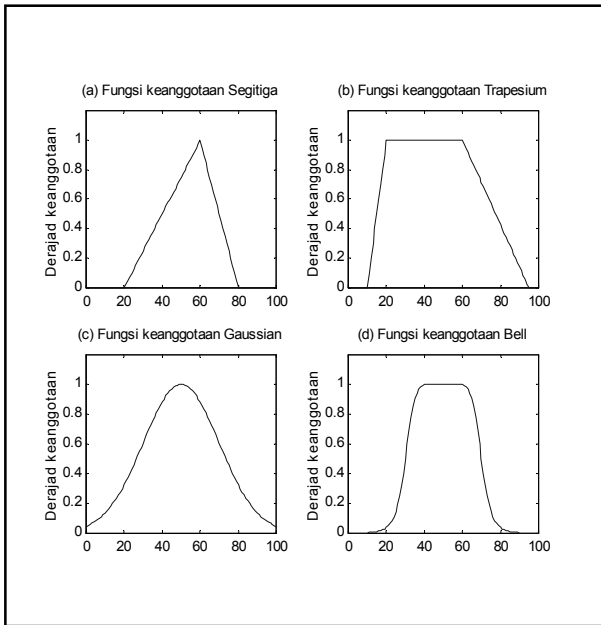 (a) Fungsi keanggotaan Segitiga
Derajad keanggotaan
1
0.8
0.6
0.4
0.2
0
0 20 40 60 80 100
(b) Fungsi keanggotaan Trapesium
Derajad keanggotaan
1
0.8
0.6
0.4
0.2
0
0 20 40 60 80 100
(c) Fungsi keanggotaan Gaussian
Derajad keanggotaan
1
0.8
0.6
0.4
0.2
0
0 20 40 60 80 100
(d) Fungsi keanggotaan Bell
Derajad keanggotaan
1
0.8
0.6
0.4
0.2
0
0 20 40 60 80 100